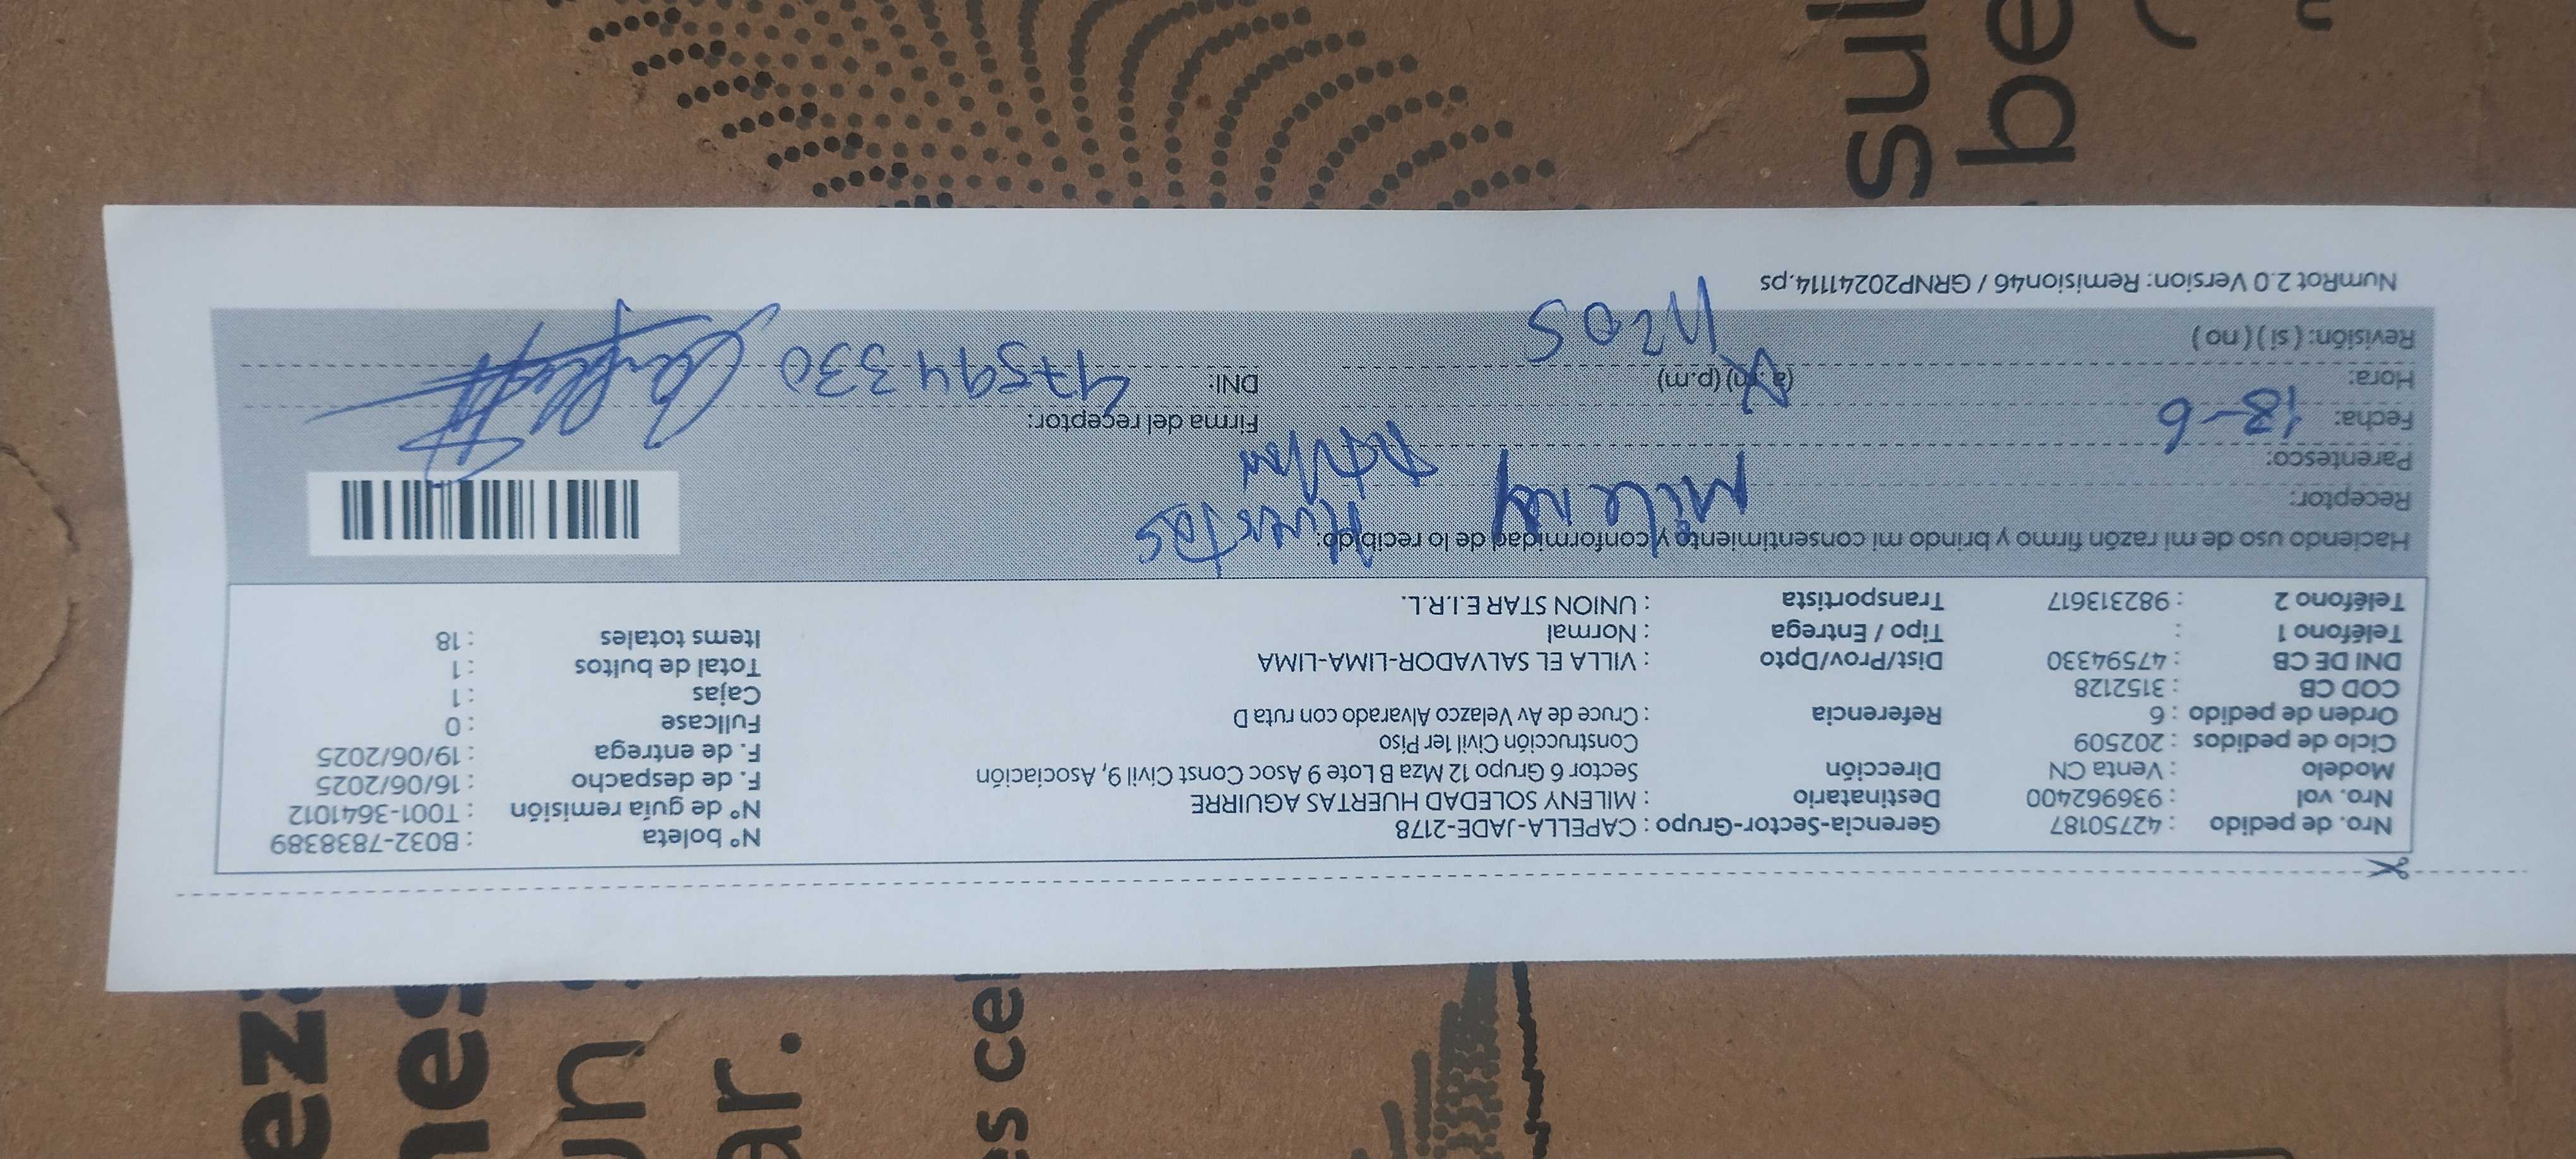 Nro. de pedido : 42750187 Gerencia-Sector-Grupo : CAPELLA-JADE-2178 N° boleta : B032-7838389
Nro. vol : 936962400 Destinatario : MILENY SOLEDAD HUERTAS AGUIRRE N° de guía remisión : T001-3641012
Modelo : Venta CN Dirección Sector 6 Grupo 12 Mza B Lote 9 Asoc Const Civil 9, Asociación F. de despacho : 16/06/2025
Ciclo de pedidos : 202509 Construcción Civil 1er Piso F. de entrega : 19/06/2025
Orden de pedido : 6 Referencia : Cruce de Av Velazco Alvarado con ruta D Fullcase : 0
COD CB : 3152128 Cajas : 1
DNI DE CB : 47594330 Dist/Prov/Dpto : VILLA EL SALVADOR-LIMA-LIMA Total de bultos : 1
Teléfono 1 : Tipo / Entrega : Normal Items totales : 18
Teléfono 2 : 982313617 Transportista : UNION STAR E.I.R.L.
Haciendo uso de mi razón firmo y brindo mi consentimiento y conformidad de lo recibido:
Receptor: Mileny Huertas
Parentesco:
Fecha: 18-6 Firma del receptor:
Hora: (a.m) (p.m) DNI: 47594330
Revisión: ( si ) ( no ) 11205
NumRot 2.0 Version: Remision46 / GRNP20241114.ps